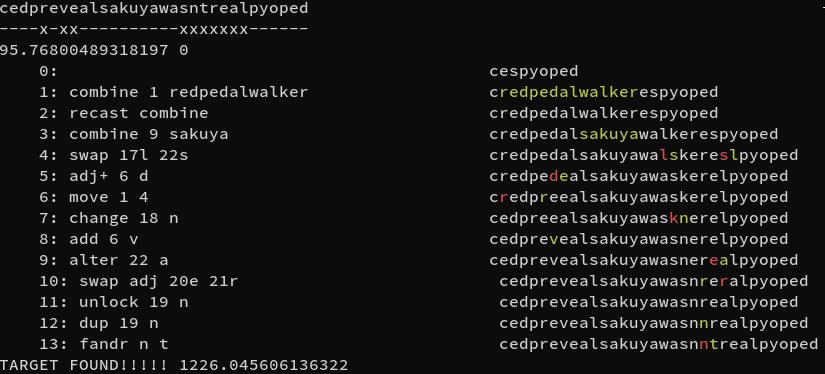 cedprevealsakuyawasntrealpyoped
----x-xx----------xxxxxxx------
95.76800489318197 0
0: cespyoped
1: combine 1 redpedalwalker credpedalwalkerespyoped
2: recast combine credpedalwalkerespyoped
3: combine 9 sakuya credpedalsakuyawalkerespyoped
4: swap 17l 22s credpedalsakuyawalskereslpyoped
5: adj+ 6 d credpedealsakuyawaskerelpyoped
6: move 1 4 credpreealsakuyawaskerelpyoped
7: change 18 n cedpreealsakuyawasknerelpyoped
8: add 6 v cedprevealsakuyawasnerelpyoped
9: alter 22 a cedprevealsakuyawasnerealpyoped
10: swap adj 20e 21r cedprevealsakuyawasnreralpyoped
11: unlock 19 n cedprevealsakuyawasnrealpyoped
12: dup 19 n cedprevealsakuyawasnnrealpyoped
13: fandr n t cedprevealsakuyawasnntrealpyoped
TARGET FOUND!!!!! 1226.045606136322